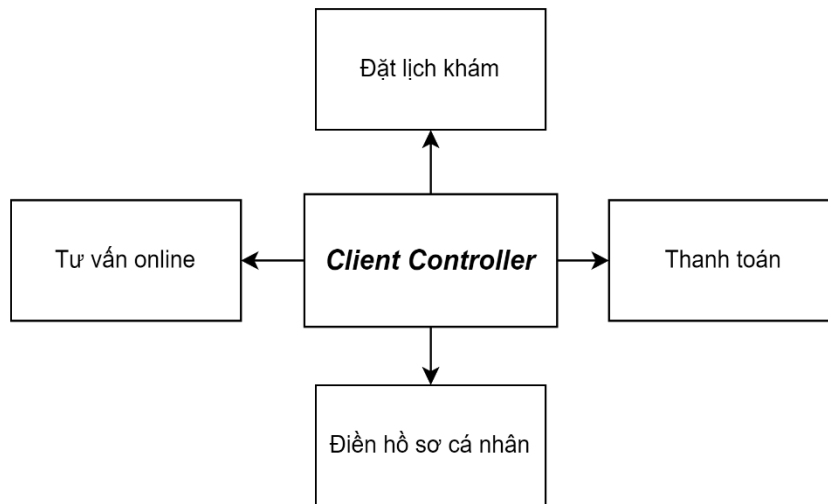 Đặt lịch khám
Tư vấn online
Client Controller
Thanh toán
Điền hồ sơ cá nhân